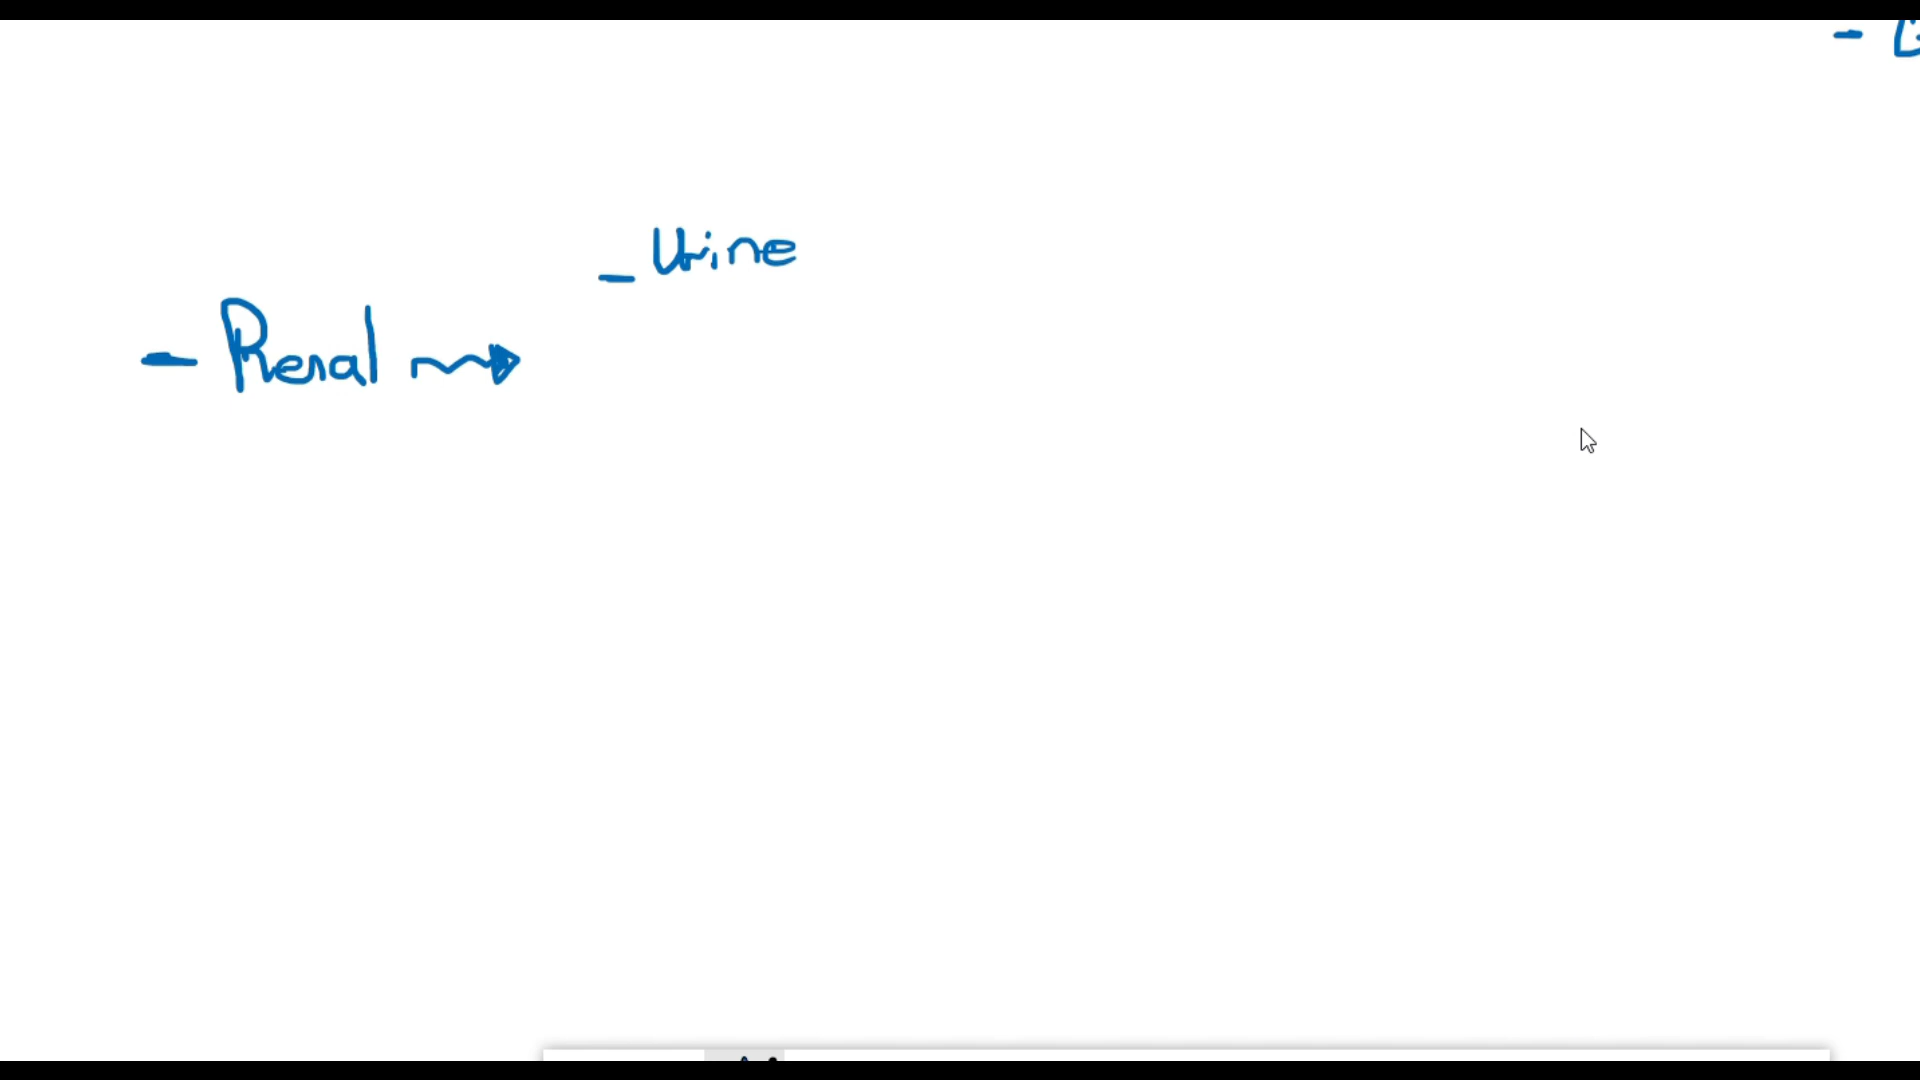 - Urine
- Renal →